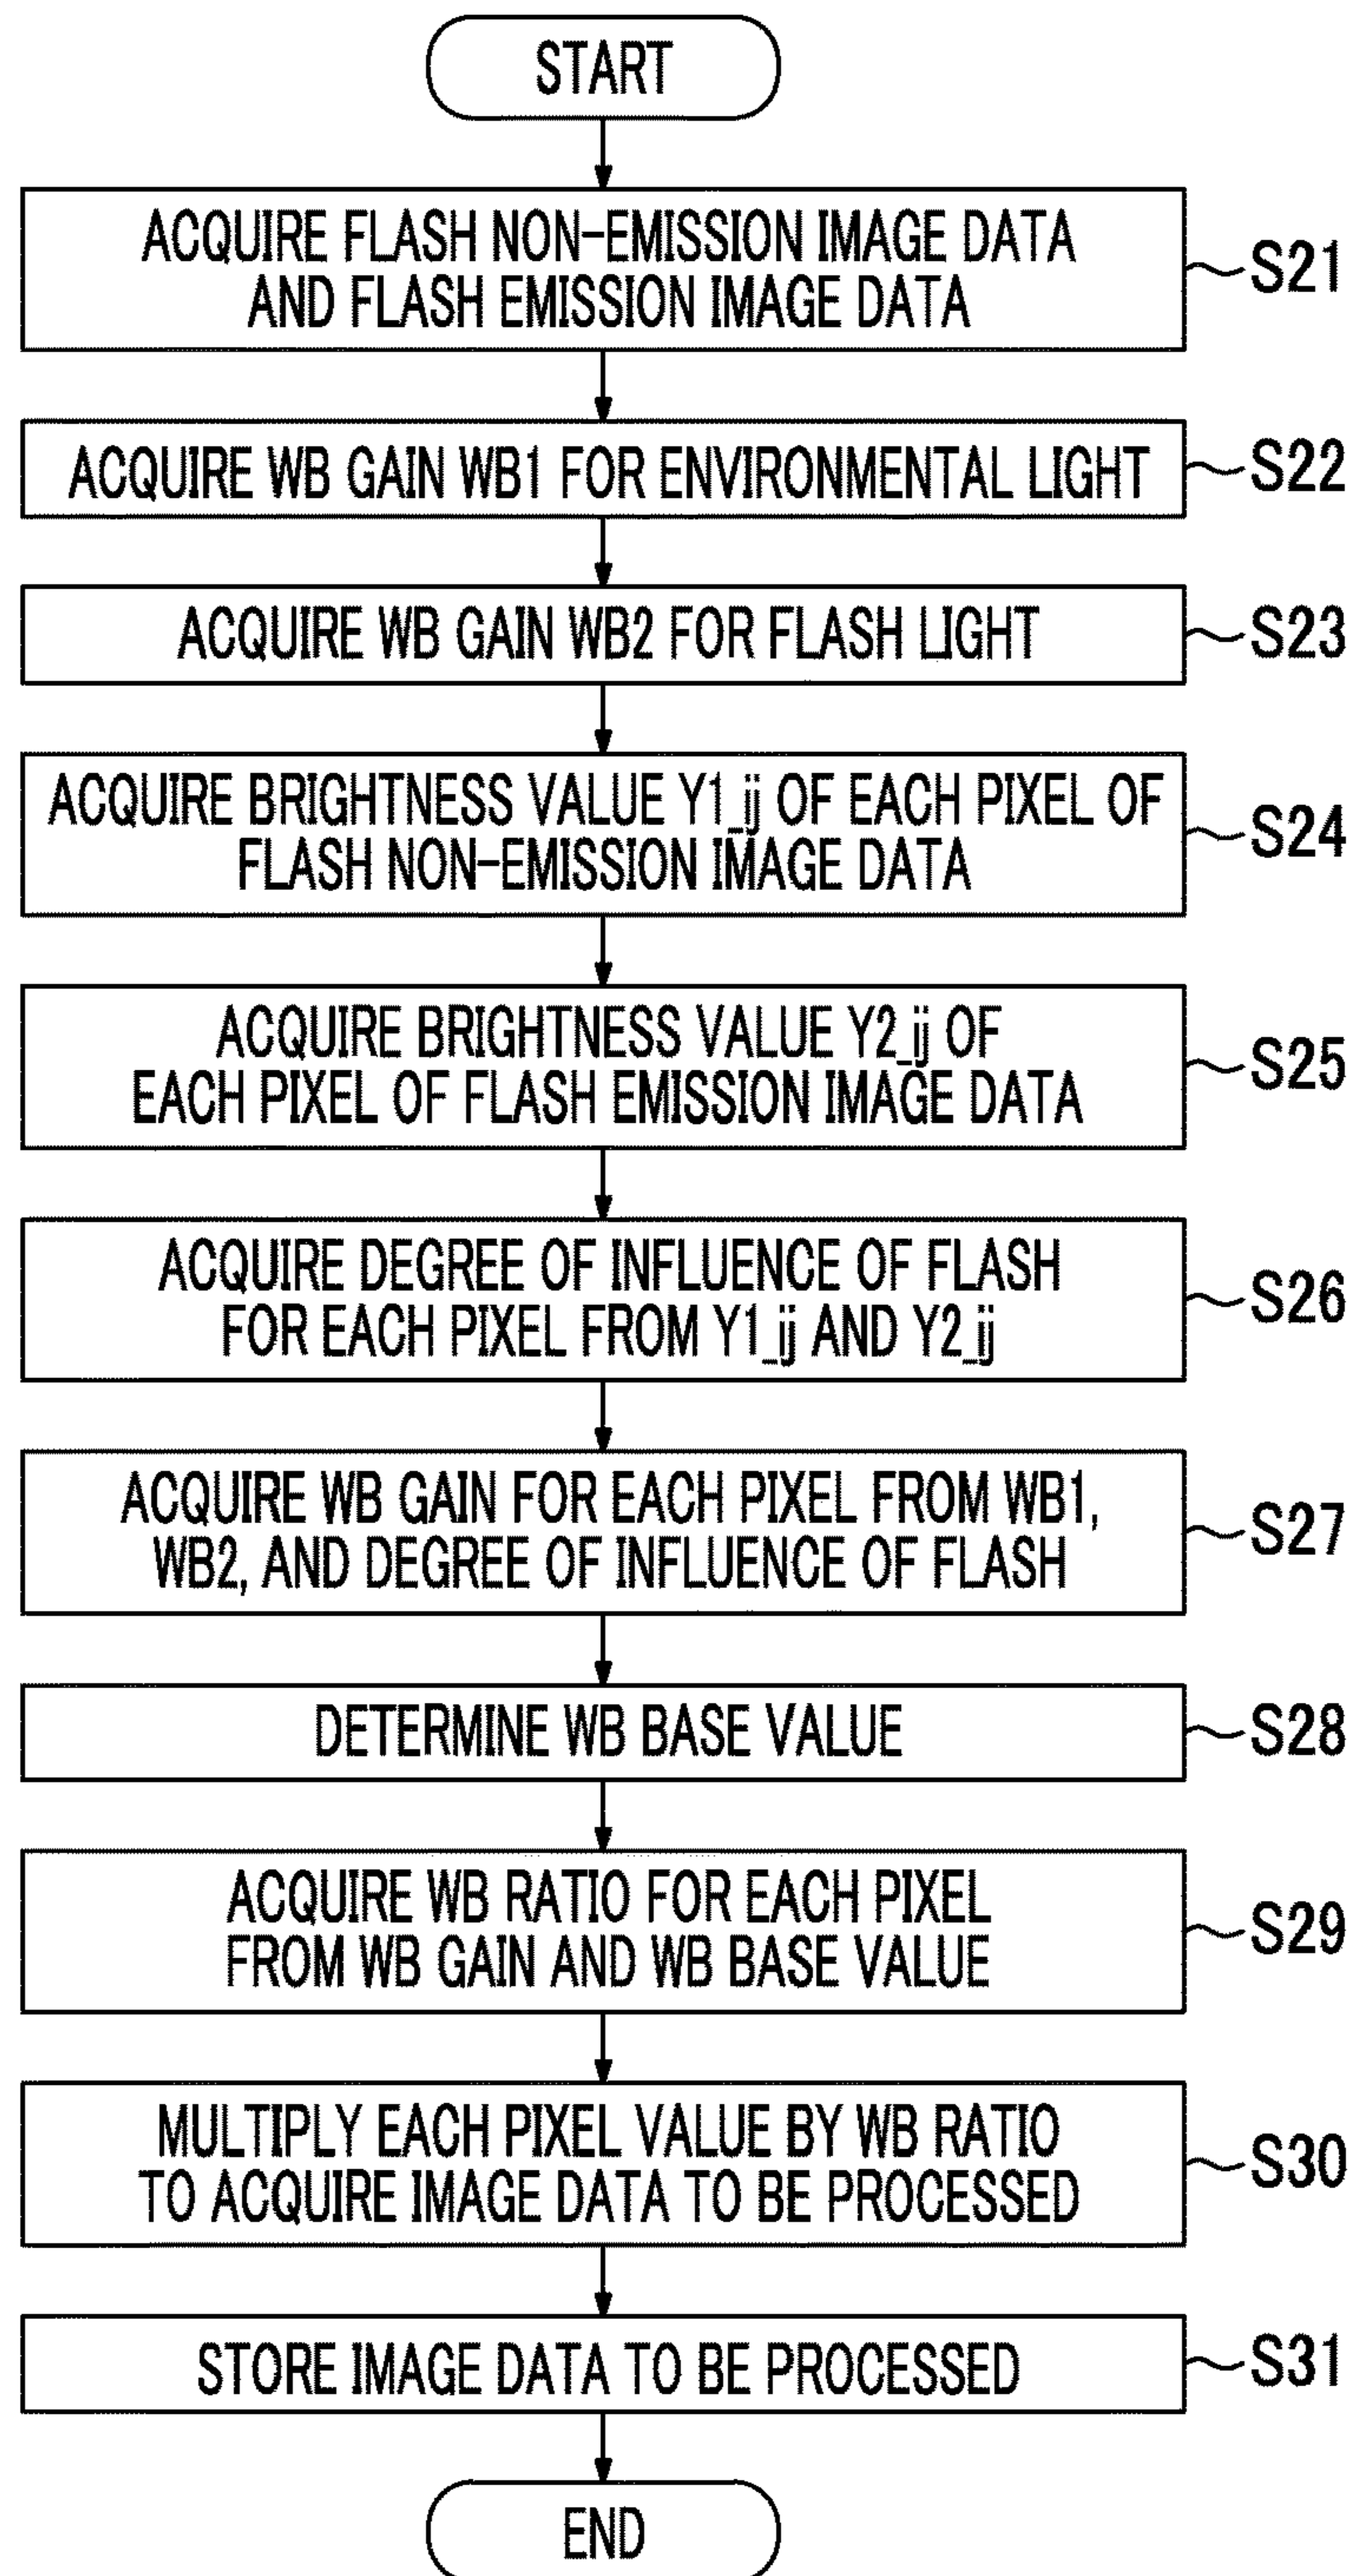 START
ACQUIRE FLASH NON-EMISSION IMAGE DATA
AND FLASH EMISSION IMAGE DATA
S21
ACQUIRE WB GAIN WB1 FOR ENVIRONMENTAL LIGHT
S22
ACQUIRE WB GAIN WB2 FOR FLASH LIGHT
S23
ACQUIRE BRIGHTNESS VALUE Y1_ij OF EACH PIXEL OF
FLASH NON-EMISSION IMAGE DATA
S24
ACQUIRE BRIGHTNESS VALUE Y2_ij OF
EACH PIXEL OF FLASH EMISSION IMAGE DATA
S25
ACQUIRE DEGREE OF INFLUENCE OF FLASH
FOR EACH PIXEL FROM Y1_ij AND Y2_ij
S26
ACQUIRE WB GAIN FOR EACH PIXEL FROM WB1,
WB2, AND DEGREE OF INFLUENCE OF FLASH
S27
DETERMINE WB BASE VALUE
S28
ACQUIRE WB RATIO FOR EACH PIXEL
FROM WB GAIN AND WB BASE VALUE
S29
MULTIPLY EACH PIXEL VALUE BY WB RATIO
TO ACQUIRE IMAGE DATA TO BE PROCESSED
S30
STORE IMAGE DATA TO BE PROCESSED
S31
END